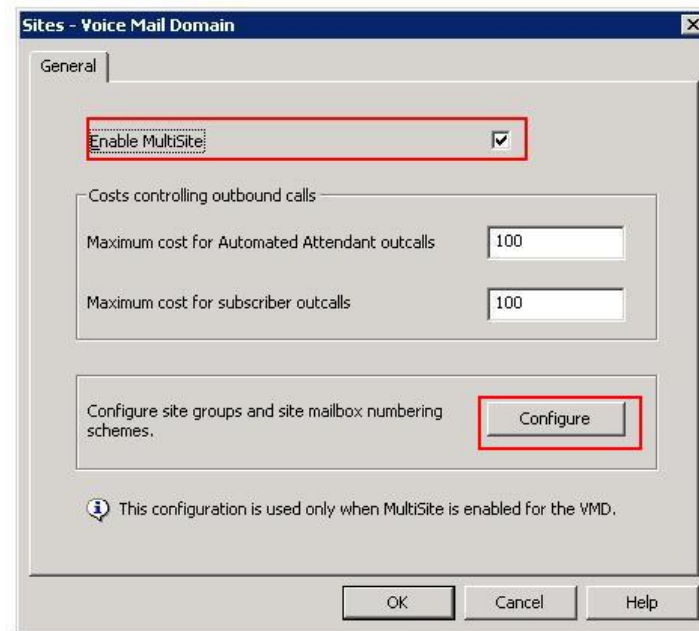 Sites - Voice Mail Domain
General
Enable MultiSite
Costs controlling outbound calls
Maximum cost for Automated Attendant outcalls
100
Maximum cost for subscriber outcalls
100
Configure site groups and site mailbox numbering
schemes.
Configure
This configuration is used only when MultiSite is enabled for the VMD.
OK
Cancel
Help